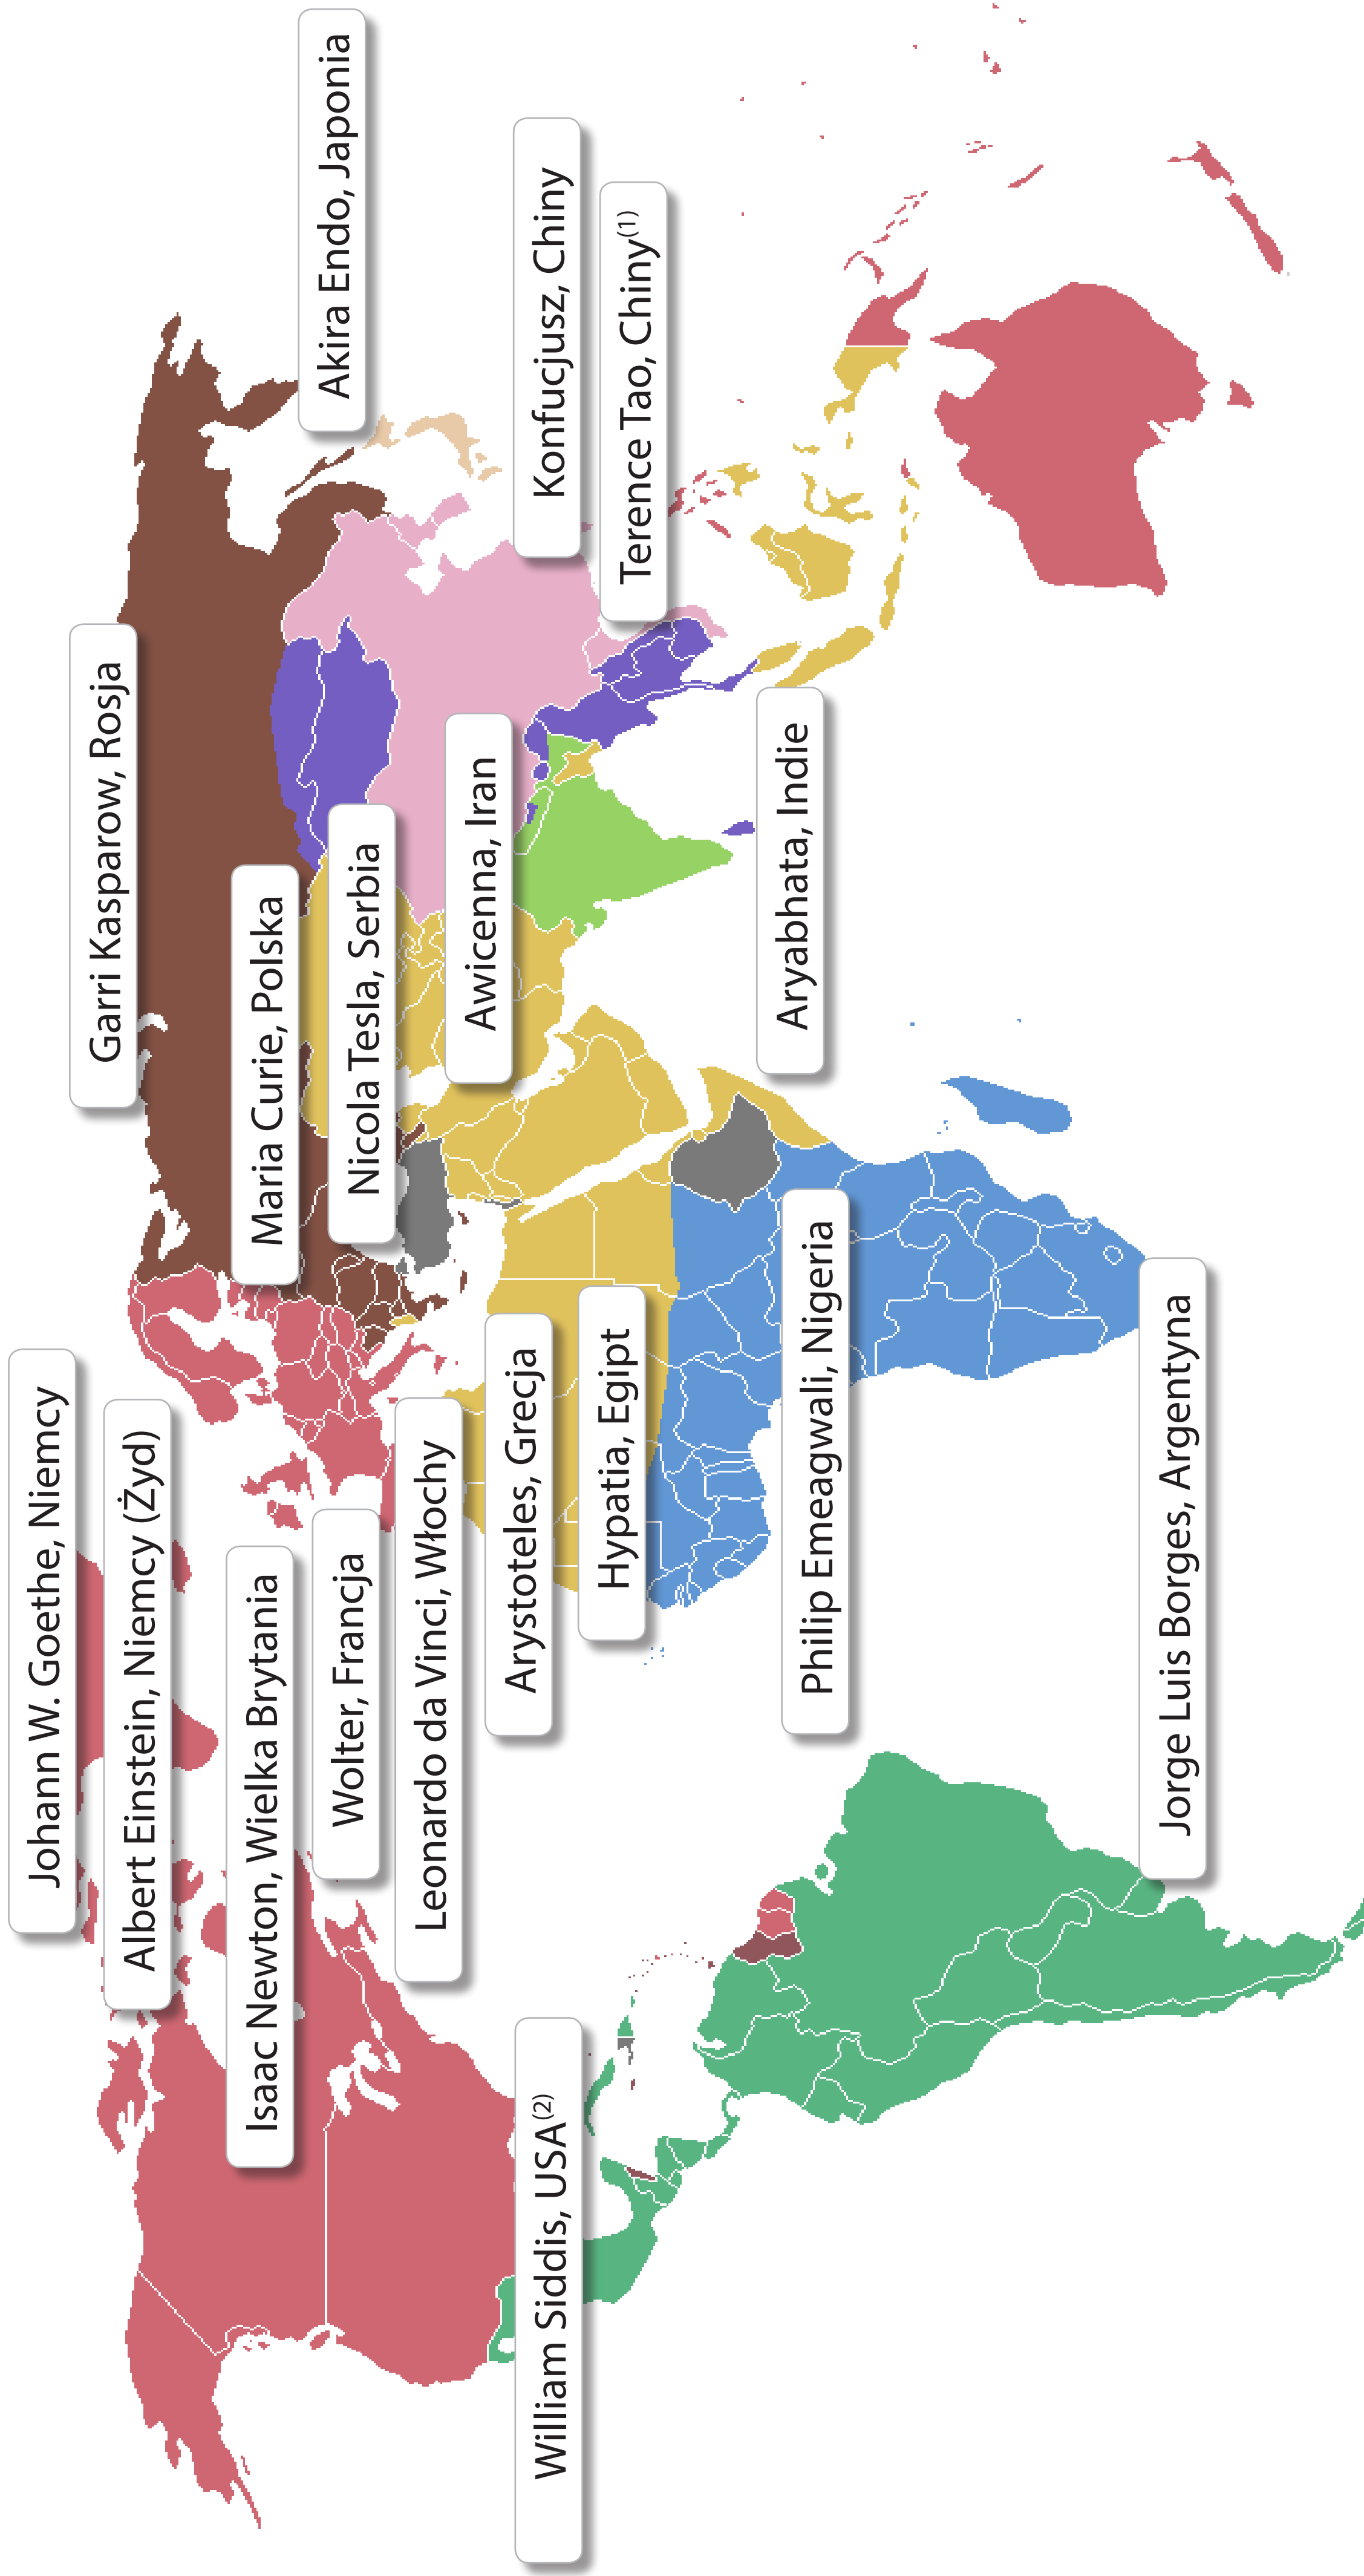 Johann W. Goethe, Niemcy
Garri Kasparow, Rosja
Albert Einstein, Niemcy (Żyd)
Isaac Newton, Wielka Brytania
Maria Curie, Polska
Akira Endo, Japonia
Wolter, Francja
Nicola Tesla, Serbia
Leonardo da Vinci, Włochy
Awicenna, Iran
Arystoteles, Grecja
William Siddis, USA(2)
Konfucjusz, Chiny
Hypatia, Egipt
Terence Tao, Chiny(1)
Aryabhata, Indie
Philip Emeagwali, Nigeria
Jorge Luis Borges, Argentyna